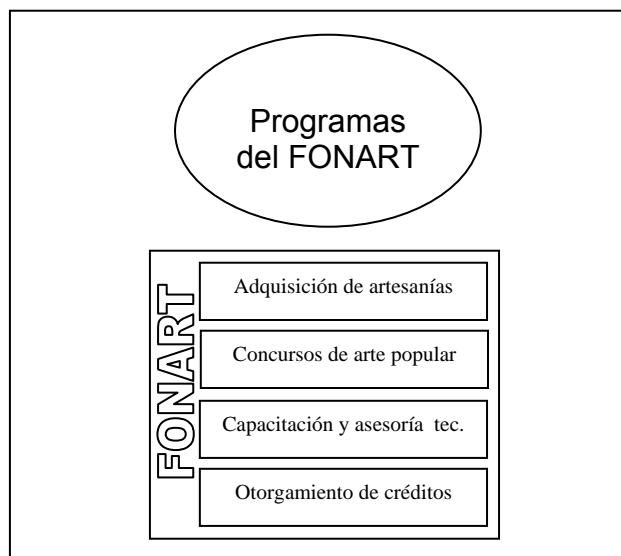 Programas
del FONART
FONART
Adquisición de artesanías
Concursos de arte popular
Capacitación y asesoría tec.
Otorgamiento de créditos